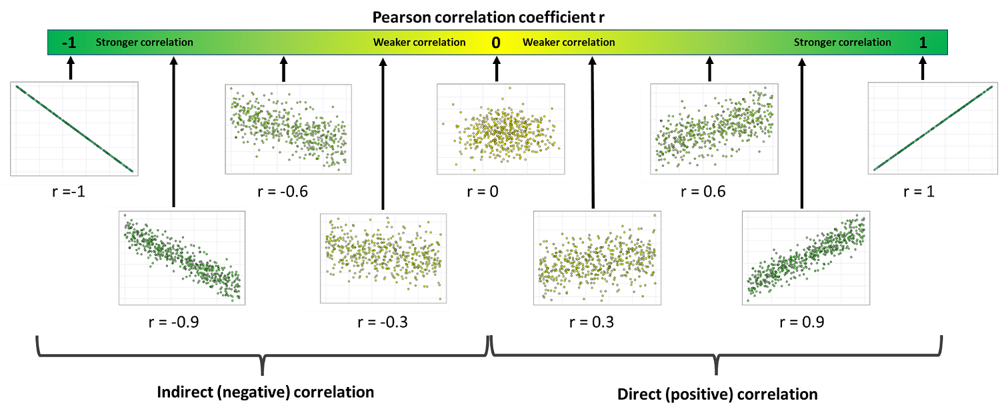 Pearson correlation coefficient r
-1 Stronger correlation Weaker correlation 0 Weaker correlation Stronger correlation 1
r =-1 r = -0.6 r = 0 r = 0.6 r = 1
r = -0.9 r = -0.3 r = 0.3 r = 0.9
Indirect (negative) correlation Direct (positive) correlation